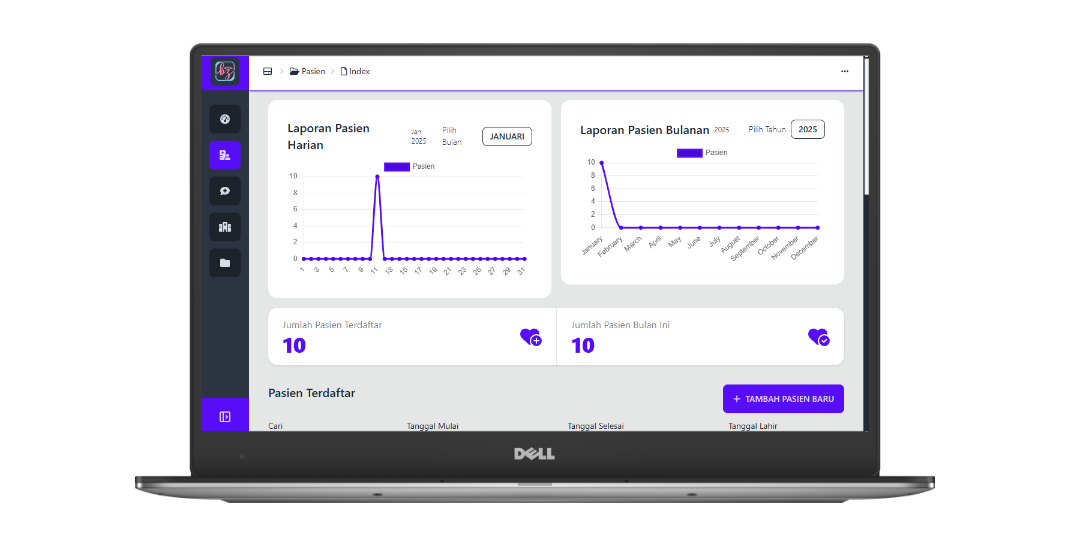 bz
Pasien
Index
Laporan Pasien
Harian
Jan
2025
Pilih
Bulan
JANUARI
Pasien
10
8
6
4
2
0
1 3 5 7 9 11 13 15 17 19 21 23 25 27 29 31
Laporan Pasien Bulanan 2025 Pilih Tahun 2025
Pasien
10
8
6
4
2
0
January February March April May June July August September October November December
Jumlah Pasien Terdaftar
10
Jumlah Pasien Bulan Ini
10
Pasien Terdaftar
+ TAMBAH PASIEN BARU
Cari Tanggal Mulai Tanggal Selesai Tanggal Lahir
DELL